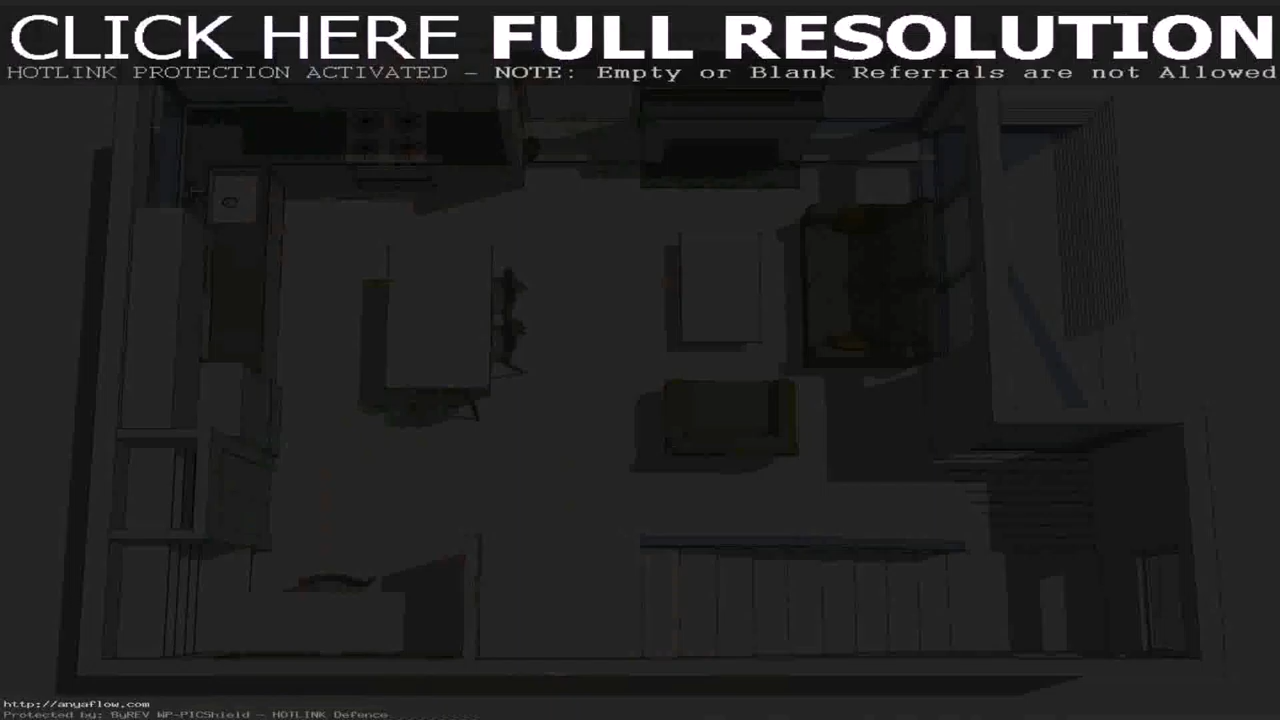 CLICK HERE FULL RESOLUTION
HOTLINK PROTECTION ACTIVATED - NOTE: Empty or Blank Referrals are not Allowed
http://anyaflow.com
Protected by: ByREV WP-PICShield - HOTLINK Defence